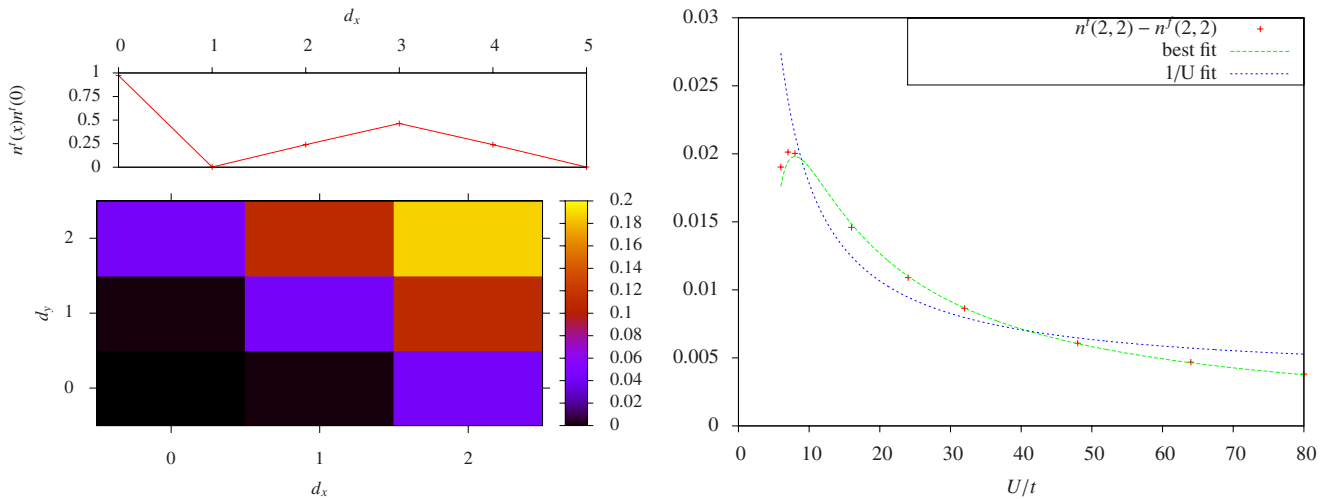 d_x
0 1 2 3 4 5
n^t(x)n^t(0)
1
0.75
0.5
0.25
0
d_y
2
1
0
0 1 2
d_x
0.2
0.18
0.16
0.14
0.12
0.1
0.08
0.06
0.04
0.02
0
n^t(2, 2) − n^f(2, 2)
best fit
1/U fit
0.03
0.025
0.02
0.015
0.01
0.005
0
0 10 20 30 40 50 60 70 80
U/t